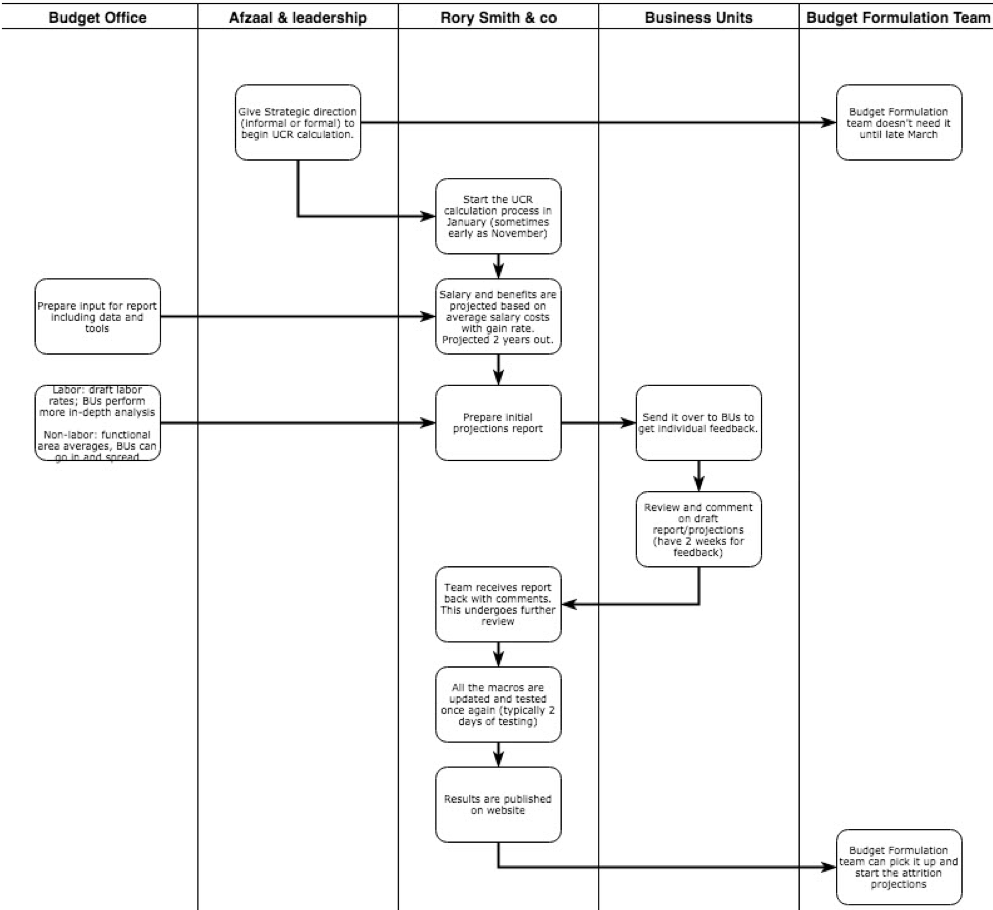 Budget Office
Afzaal & leadership
Rory Smith & co
Business Units
Budget Formulation Team
Give Strategic direction
(informal or formal) to
begin UCR calculation.
Budget Formulation
team doesn't need it
until late March
Start the UCR
calculation process in
January (sometimes
early as November)
Prepare input for report
including data and
tools
Salary and benefits are
projected based on
average salary costs
with gain rate.
Projected 2 years out.
Labor: draft labor
rates; BUs perform
more in-depth analysis
Non-labor: functional
area averages, BUs can
go in and spread
Prepare initial
projections report
Send it over to BUs to
get individual feedback.
Review and comment
on draft
report/projections
(have 2 weeks for
feedback)
Team receives report
back with comments.
This undergoes further
review
All the macros are
updated and tested
once again (typically 2
days of testing)
Results are published
on website
Budget Formulation
team can pick it up and
start the attrition
projections